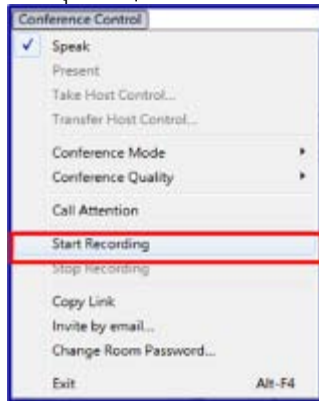 Conference Control
Speak
Present
Take Host Control...
Transfer Host Control...
Conference Mode
Conference Quality
Call Attention
Start Recording
Stop Recording
Copy Link
Invite by email...
Change Room Password...
Exit Alt-F4